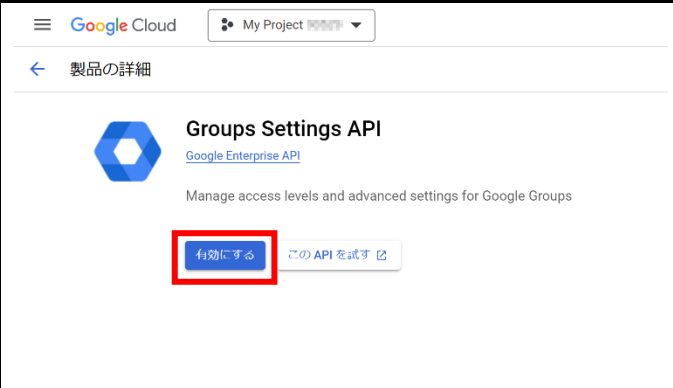 Google Cloud
My Project
製品の詳細
Groups Settings API
Google Enterprise API
Manage access levels and advanced settings for Google Groups
有効にする
この API を試す